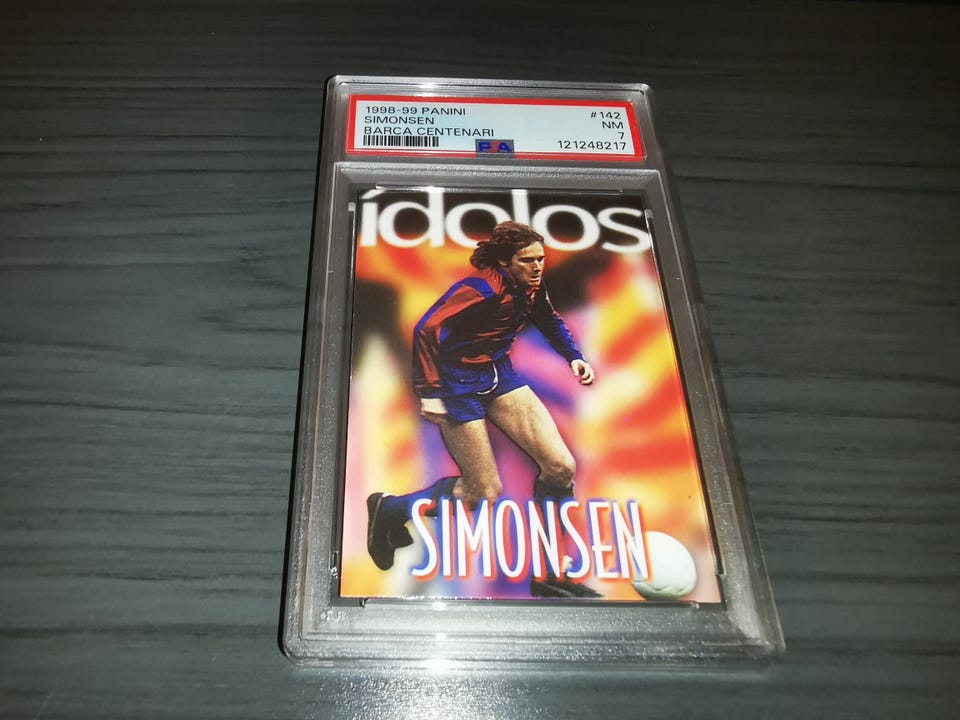 1998-99 PANINI
SIMONSEN
BARCA CENTENARI
#142
NM
7
121248217
PSA
ídolos
SIMONSEN